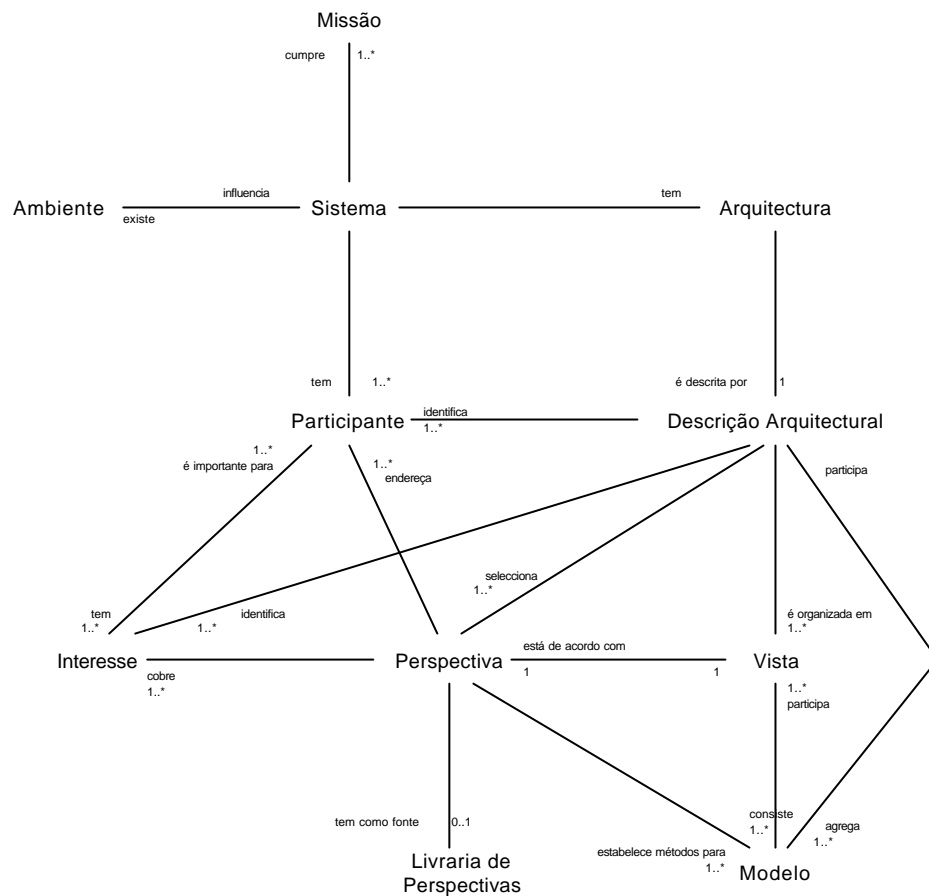 Missão
cumpre
1..*
Ambiente
influencia
existe
Sistema
tem
Arquitectura
tem
1..*
é descrita por
1
Participante
identifica
1..*
Descrição Arquitectural
1..*
é importante para
1..*
endereça
participa
selecciona
1..*
tem
1..*
identifica
1..*
é organizada em
1..*
Interesse
cobre
1..*
Perspectiva
está de acordo com
1
1
Vista
1..*
participa
tem como fonte
0..1
consiste
1..*
agrega
1..*
estabelece métodos para
1..*
Livraria de
Perspectivas
Modelo